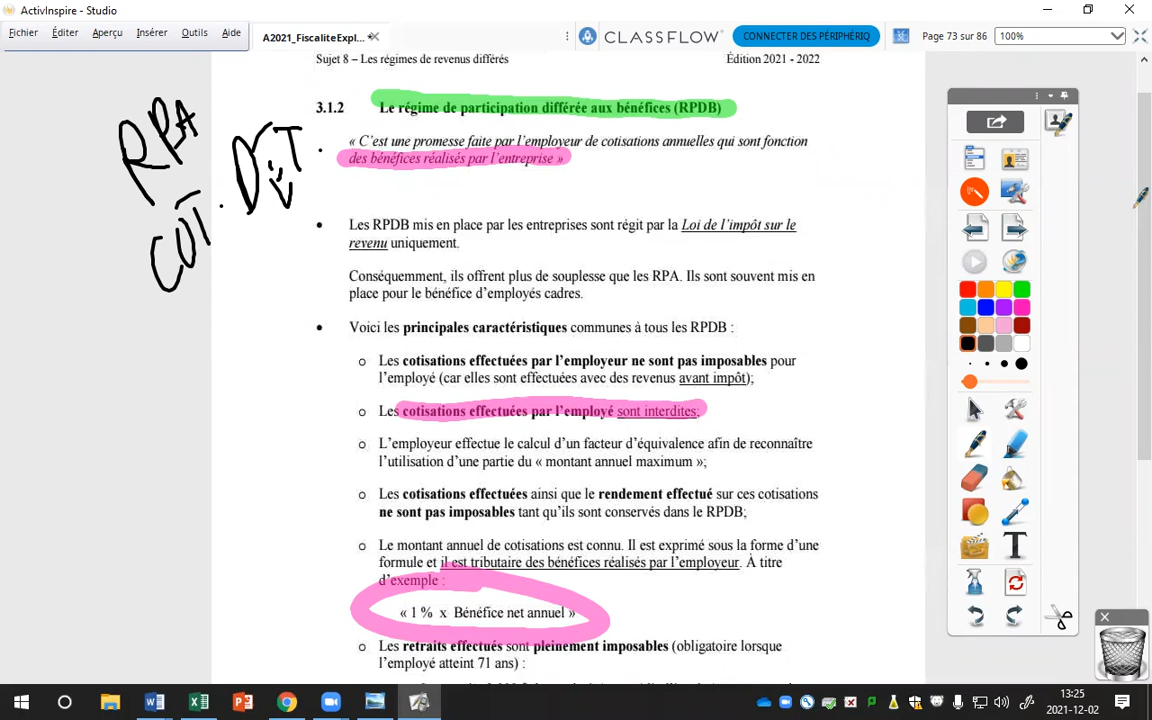 ActivInspire - Studio
Fichier Éditer Aperçu Insérer Outils Aide
A2021_FiscaliteExpl
CLASSFLOW
CONNECTER DES PÉRIPHÉRIQ
Page 73 sur 86
100%
Sujet 8 – Les régimes de revenus différés Édition 2021 - 2022
RPA
COT. DÉT
3.1.2 Le régime de participation différée aux bénéfices (RPDB)
« C'est une promesse faite par l'employeur de cotisations annuelles qui sont fonction
des bénéfices réalisés par l'entreprise »
• Les RPDB mis en place par les entreprises sont régit par la Loi de l'impôt sur le
revenu uniquement.
Conséquemment, ils offrent plus de souplesse que les RPA. Ils sont souvent mis en
place pour le bénéfice d'employés cadres.
• Voici les principales caractéristiques communes à tous les RPDB :
o Les cotisations effectuées par l'employeur ne sont pas imposables pour
l'employé (car elles sont effectuées avec des revenus avant impôt);
o Les cotisations effectuées par l'employé sont interdites;
o L'employeur effectue le calcul d'un facteur d'équivalence afin de reconnaître
l'utilisation d'une partie du « montant annuel maximum »;
o Les cotisations effectuées ainsi que le rendement effectué sur ces cotisations
ne sont pas imposables tant qu'ils sont conservés dans le RPDB;
o Le montant annuel de cotisations est connu. Il est exprimé sous la forme d'une
formule et il est tributaire des bénéfices réalisés par l'employeur. À titre
d'exemple :
« 1 % x Bénéfice net annuel »
o Les retraits effectués sont pleinement imposables (obligatoire lorsque
l'employé atteint 71 ans) :
13:25
2021-12-02